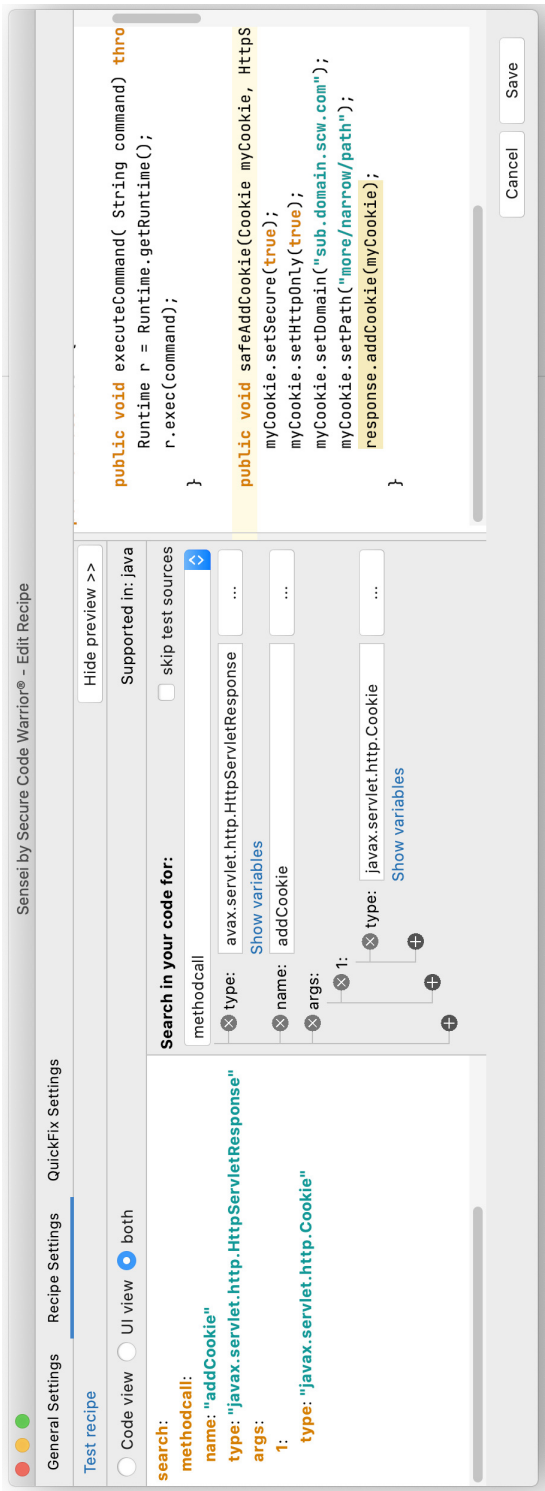 Sensei by Secure Code Warrior® – Edit Recipe
General Settings
Recipe Settings
QuickFix Settings
Test recipe
Hide preview >>
Code view
UI view
both
Supported in: java
search:
methodcall:
name: "addCookie"
type: "javax.servlet.http.HttpServletResponse"
args:
1:
type: "javax.servlet.http.Cookie"
Search in your code for:
skip test sources
methodcall
type:
avax.servlet.http.HttpServletResponse
...
Show variables
name:
addCookie
...
args:
1:
type:
javax.servlet.http.Cookie
...
Show variables
public void executeCommand( String command) thro
Runtime r = Runtime.getRuntime();
r.exec(command);
}
public void safeAddCookie(Cookie myCookie, HttpS
myCookie.setSecure(true);
myCookie.setHttpOnly(true);
myCookie.setDomain("sub.domain.scw.com");
myCookie.setPath("more/narrow/path");
response.addCookie(myCookie);
}
Cancel
Save